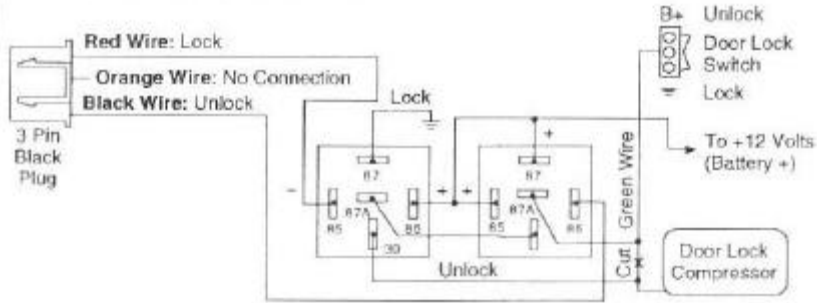 Red Wire: Lock
Orange Wire: No Connection
Black Wire: Unlock
3 Pin
Black
Plug
Lock
B+ Unlock
Door Lock
Switch
Lock
To +12 Volts
(Battery +)
Green Wire
Cut
Door Lock
Compressor
Unlock
-
+
+
+
87
85
87A
86
30
87
85
87A
86